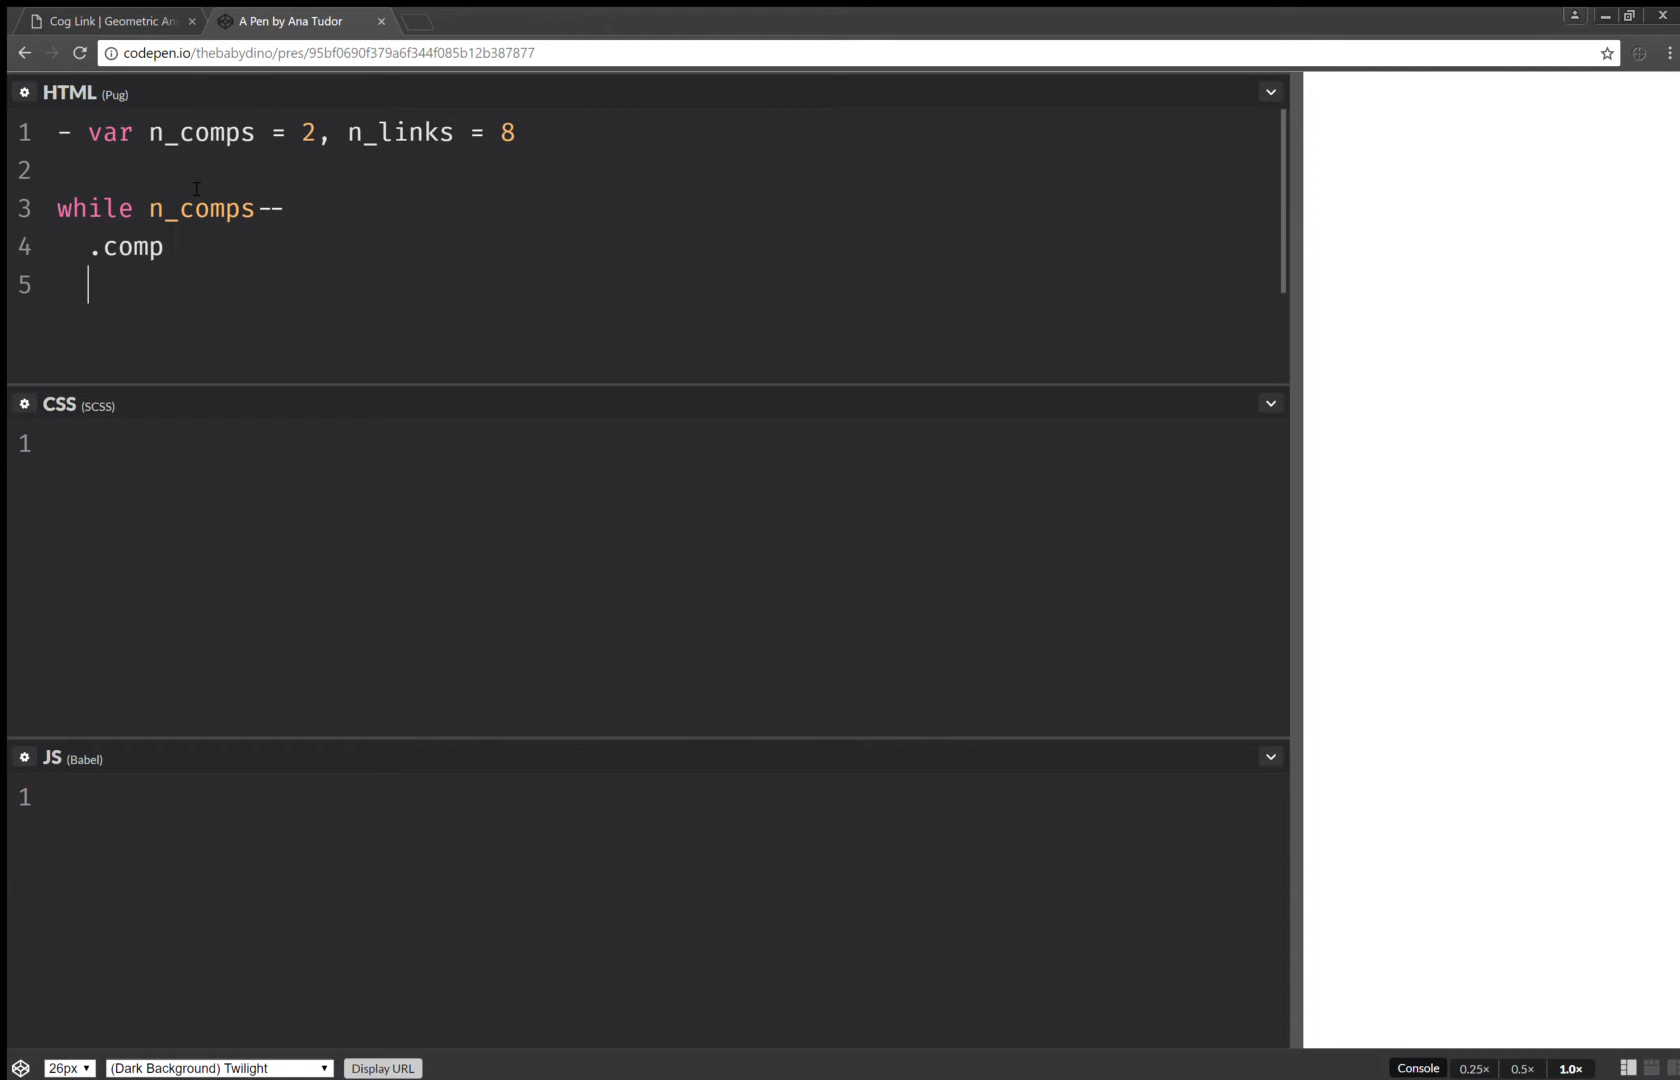 Cog Link | Geometric Ani
A Pen by Ana Tudor
codepen.io/thebabydino/pres/95bf0690f379a6f344f085b12b387877
HTML (Pug)
1 - var n_comps = 2, n_links = 8
2
3 while n_comps--
4 .comp
5
CSS (SCSS)
1
JS (Babel)
1
26px (Dark Background) Twilight Display URL Console 0.25× 0.5× 1.0×